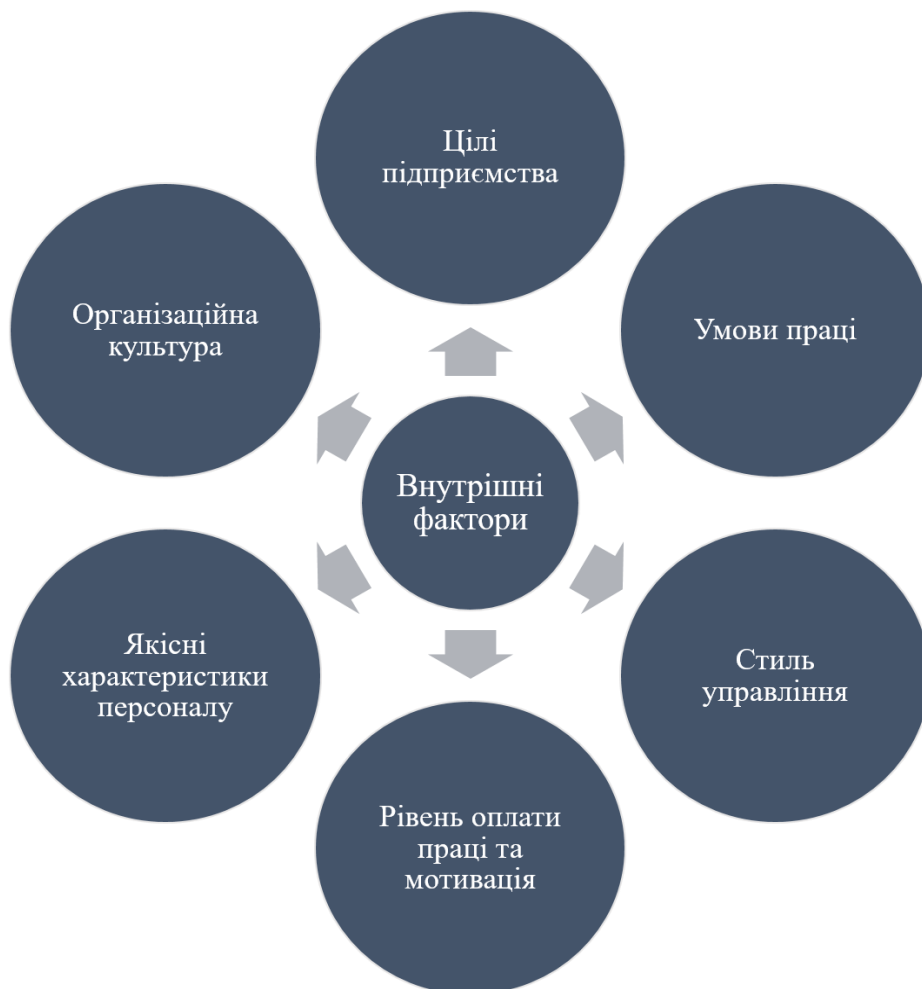 Цілі
підприємства
Організаційна
культура
Умови праці
Внутрішні
фактори
Якісні
характеристики
персоналу
Стиль
управління
Рівень оплати
праці та
мотивація